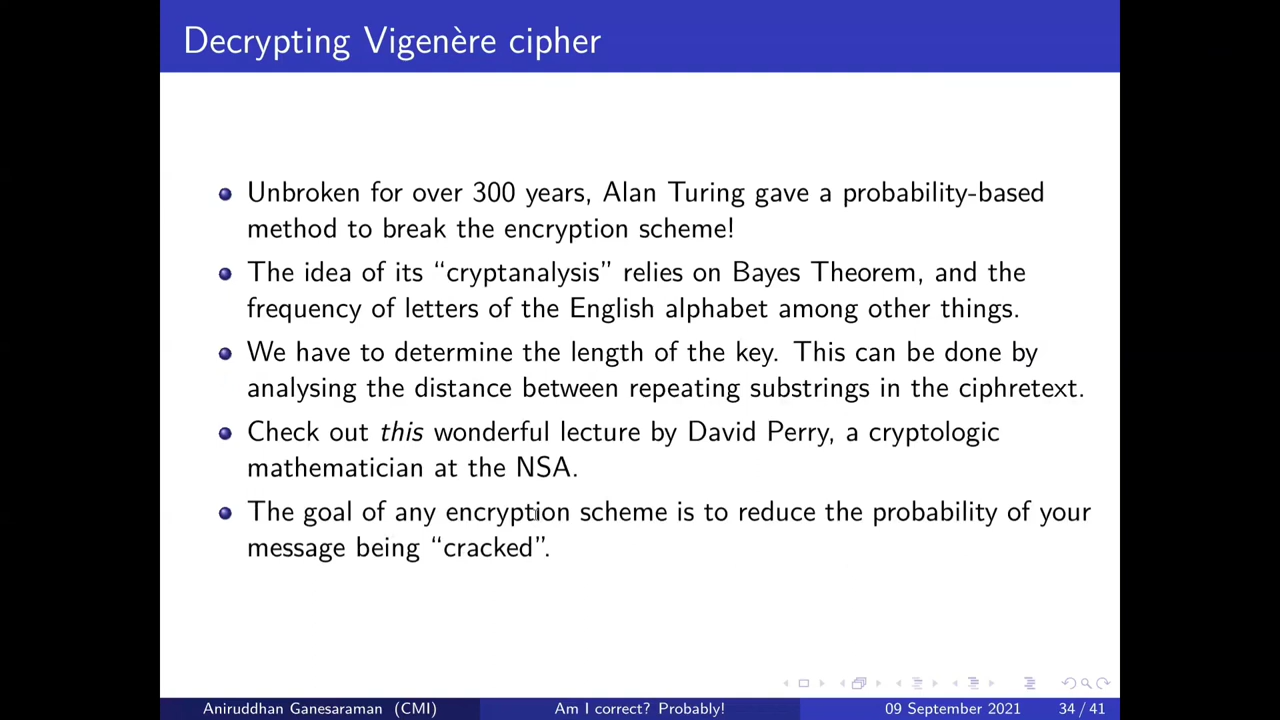 Decrypting Vigenère cipher
Unbroken for over 300 years, Alan Turing gave a probability-based
method to break the encryption scheme!
The idea of its “cryptanalysis” relies on Bayes Theorem, and the
frequency of letters of the English alphabet among other things.
We have to determine the length of the key. This can be done by
analysing the distance between repeating substrings in the ciphretext.
Check out this wonderful lecture by David Perry, a cryptologic
mathematician at the NSA.
The goal of any encryption scheme is to reduce the probability of your
message being “cracked”.
Aniruddhan Ganesaraman (CMI) Am I correct? Probably! 09 September 2021 34 / 41